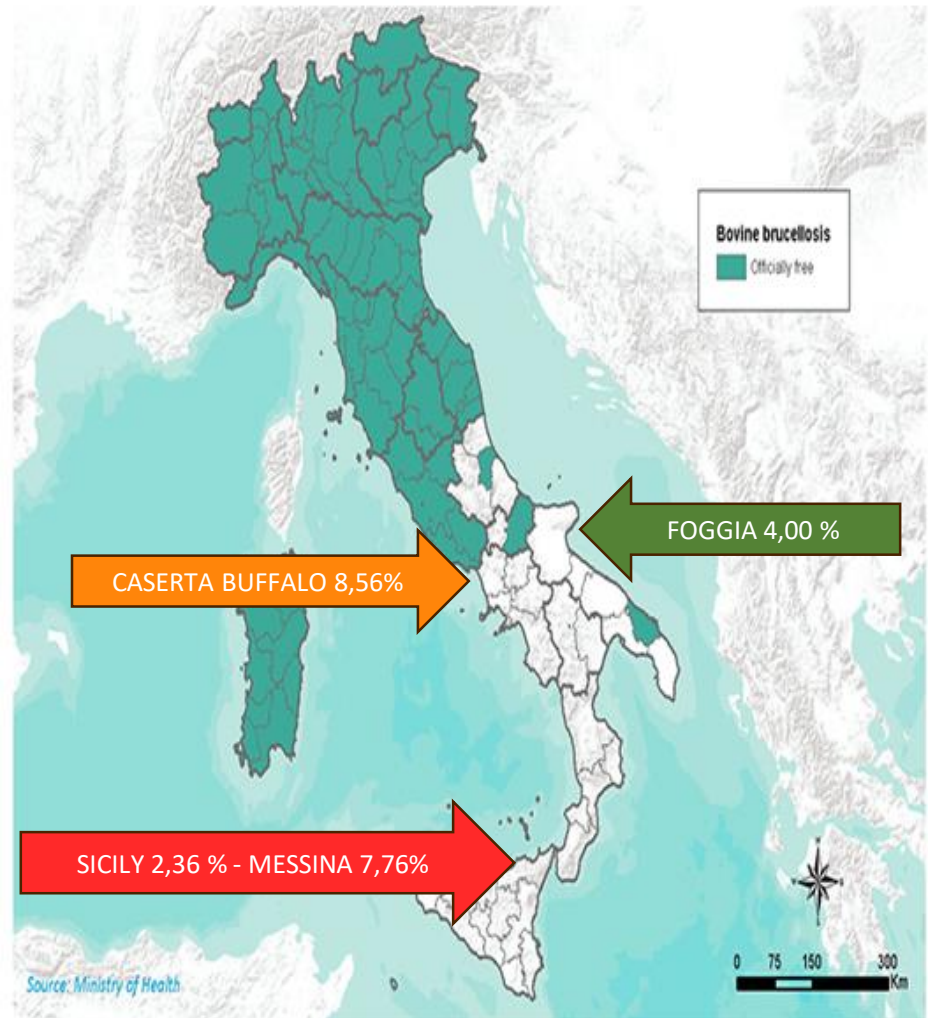 Bovine brucellosis
Officially free
FOGGIA 4,00 %
CASERTA BUFFALO 8,56%
SICILY 2,36 % - MESSINA 7,76%
Source: Ministry of Health
0 75 150 300
Km